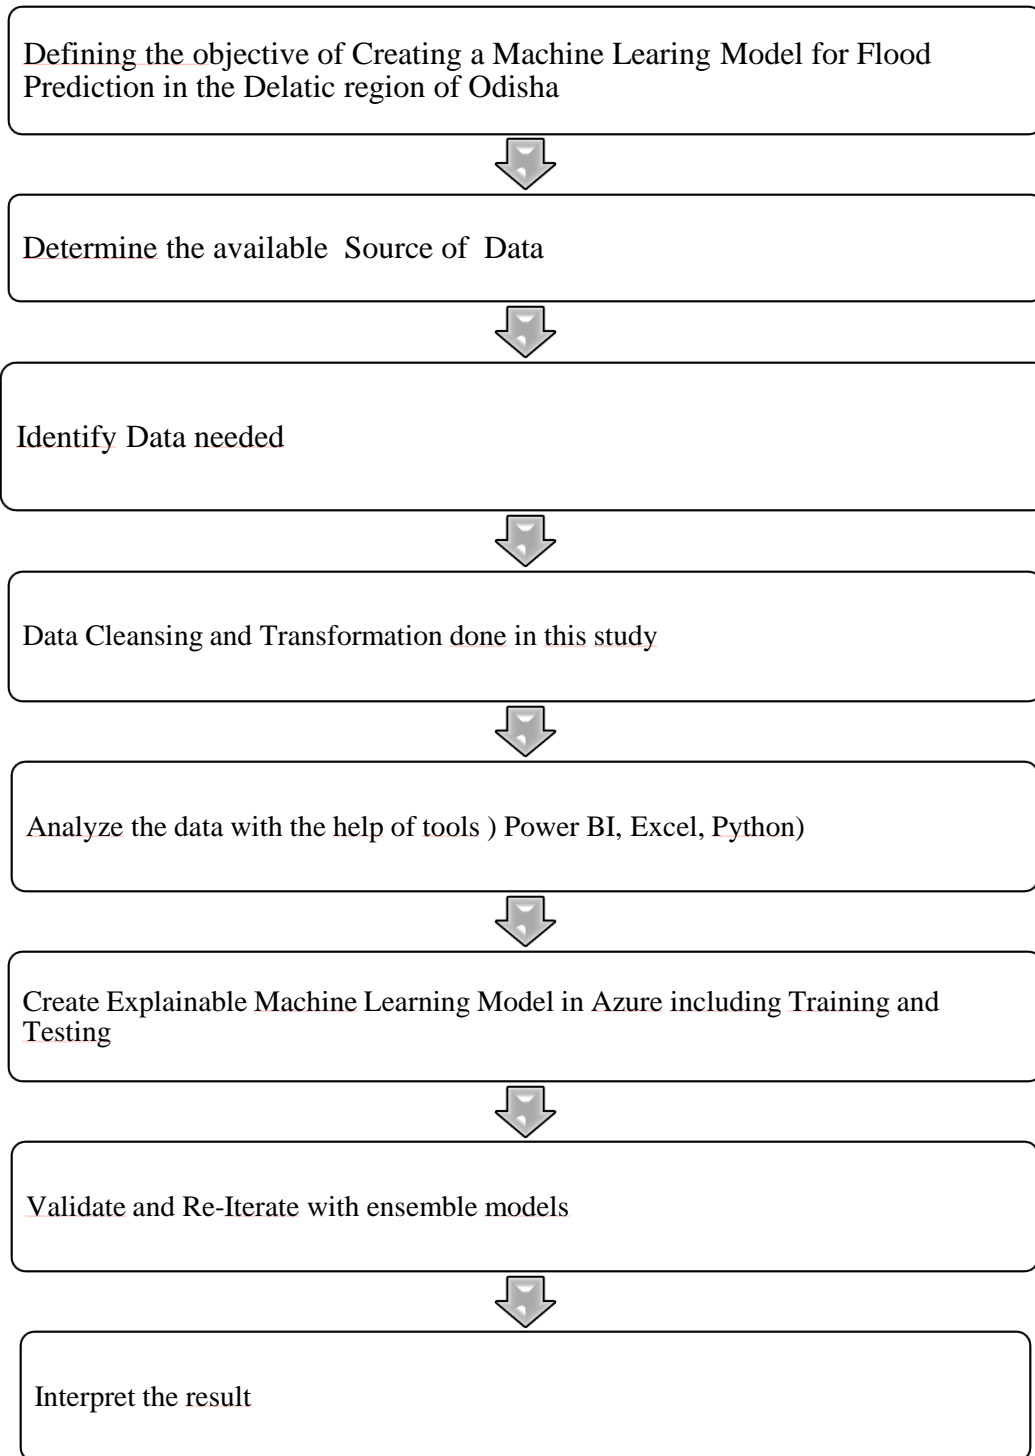 Defining the objective of Creating a Machine Learing Model for Flood
Prediction in the Delatic region of Odisha
Determine the available Source of Data
Identify Data needed
Data Cleansing and Transformation done in this study
Analyze the data with the help of tools ) Power BI, Excel, Python)
Create Explainable Machine Learning Model in Azure including Training and
Testing
Validate and Re-Iterate with ensemble models
Interpret the result